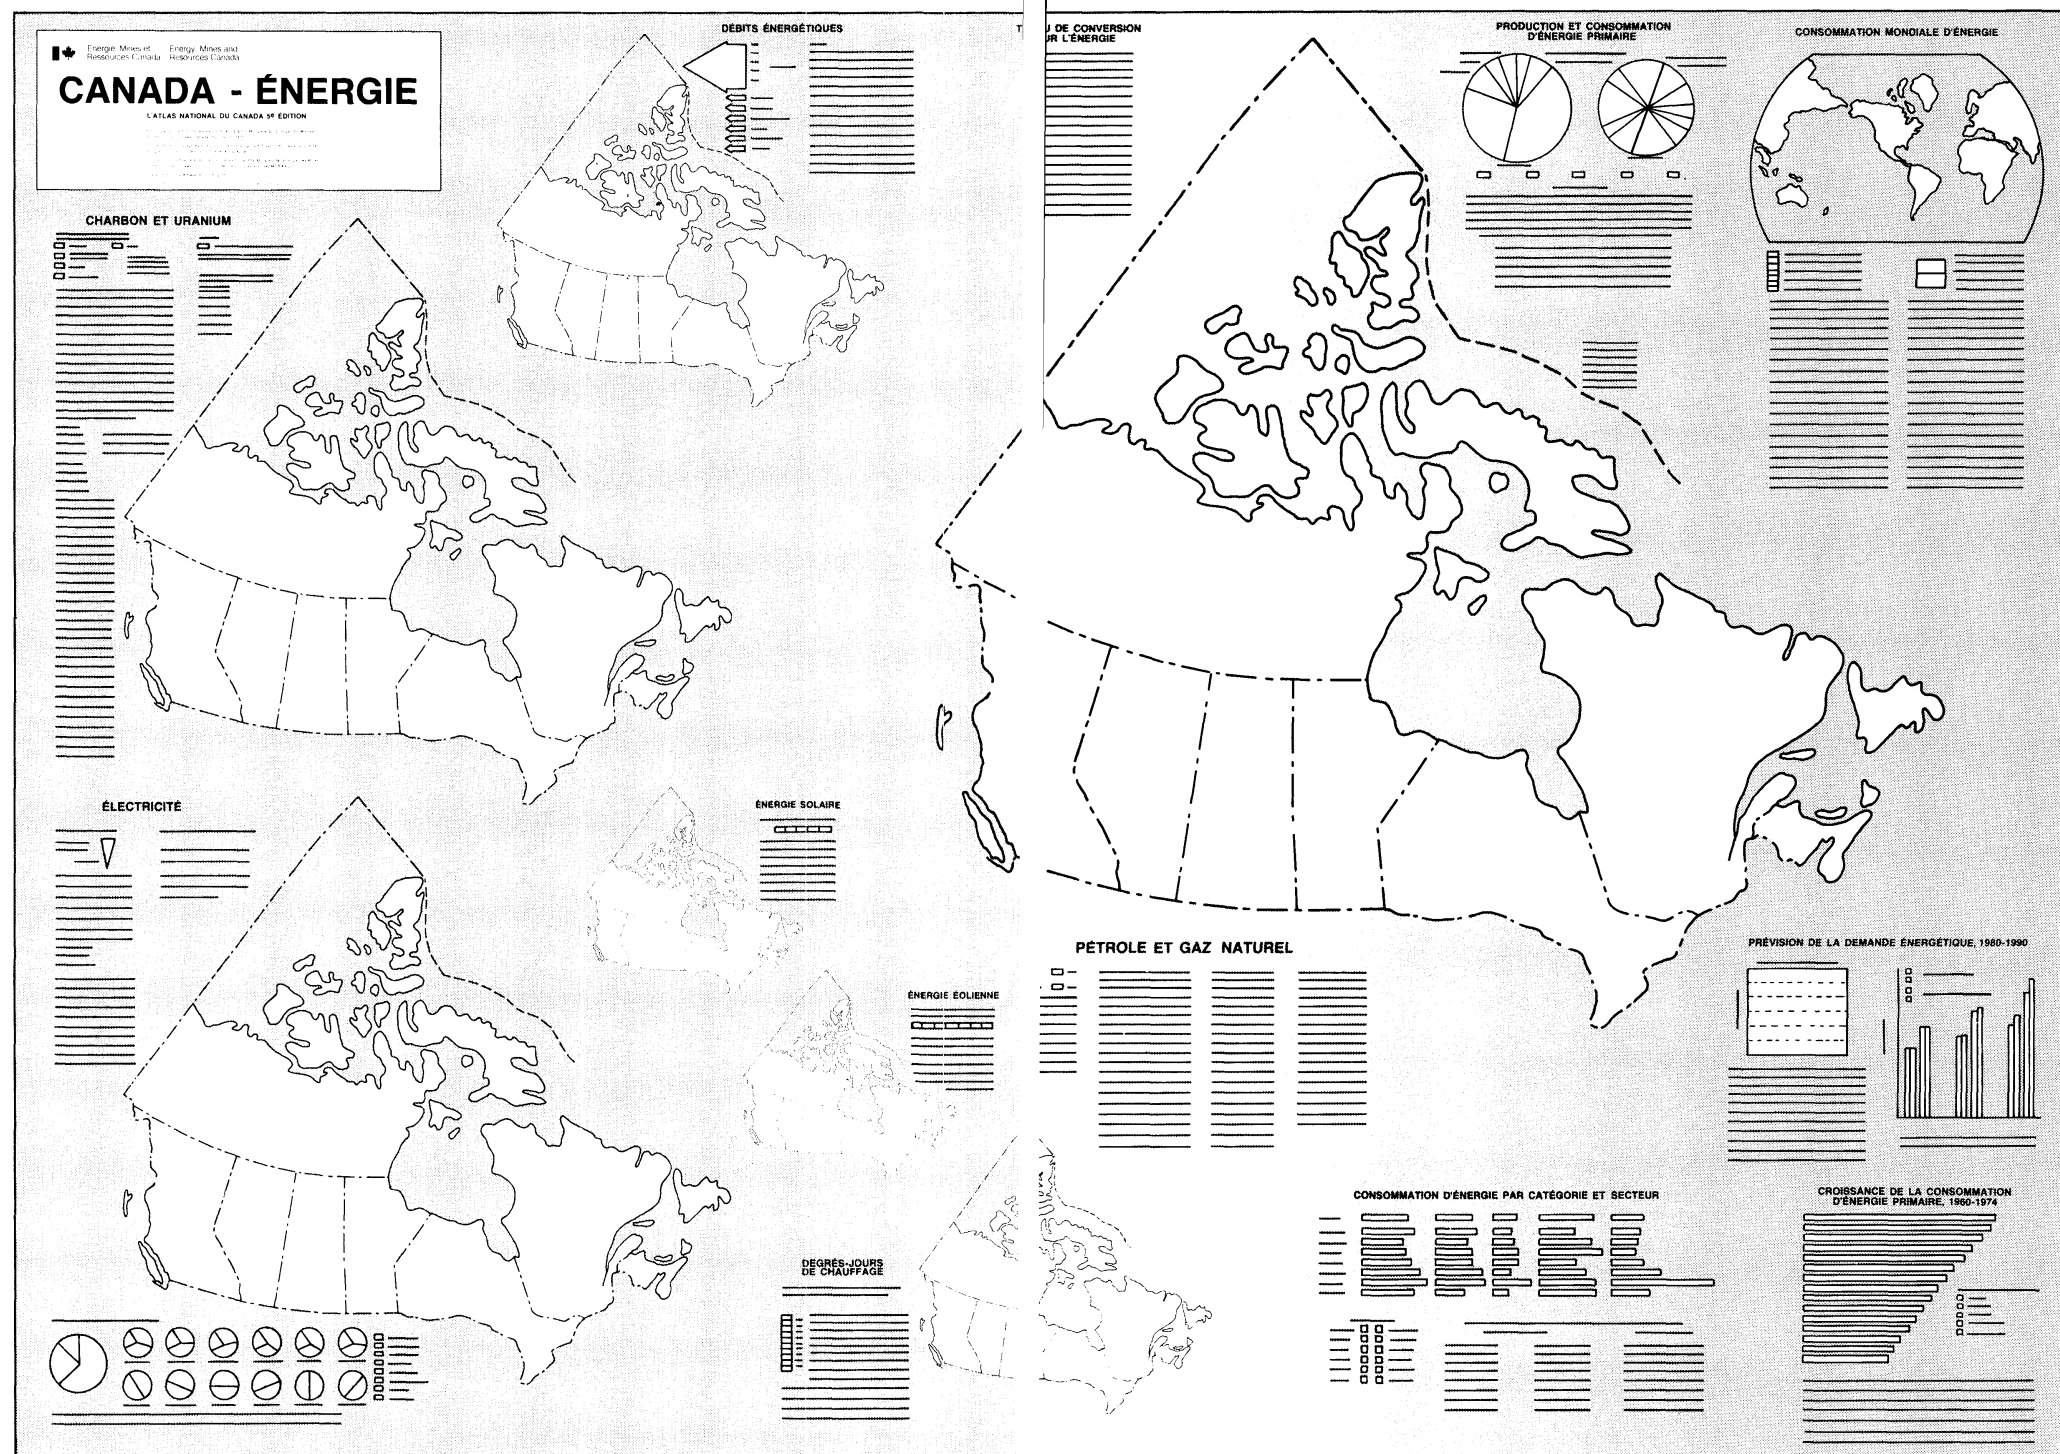 Énergie, Mines et
Ressources Canada
Energy, Mines and
Resources Canada
CANADA - ÉNERGIE
L'ATLAS NATIONAL DU CANADA 5e ÉDITION
DÉBITS ÉNERGÉTIQUES
DE CONVERSION
L'ÉNERGIE
PRODUCTION ET CONSOMMATION
D'ÉNERGIE PRIMAIRE
CONSOMMATION MONDIALE D'ÉNERGIE
CHARBON ET URANIUM
ÉLECTRICITÉ
ÉNERGIE SOLAIRE
ÉNERGIE ÉOLIENNE
PÉTROLE ET GAZ NATUREL
PRÉVISION DE LA DEMANDE ÉNERGÉTIQUE, 1980-1990
DEGRÉS-JOURS
DE CHAUFFAGE
CONSOMMATION D'ÉNERGIE PAR CATÉGORIE ET SECTEUR
CROISSANCE DE LA CONSOMMATION
D'ÉNERGIE PRIMAIRE, 1960-1974